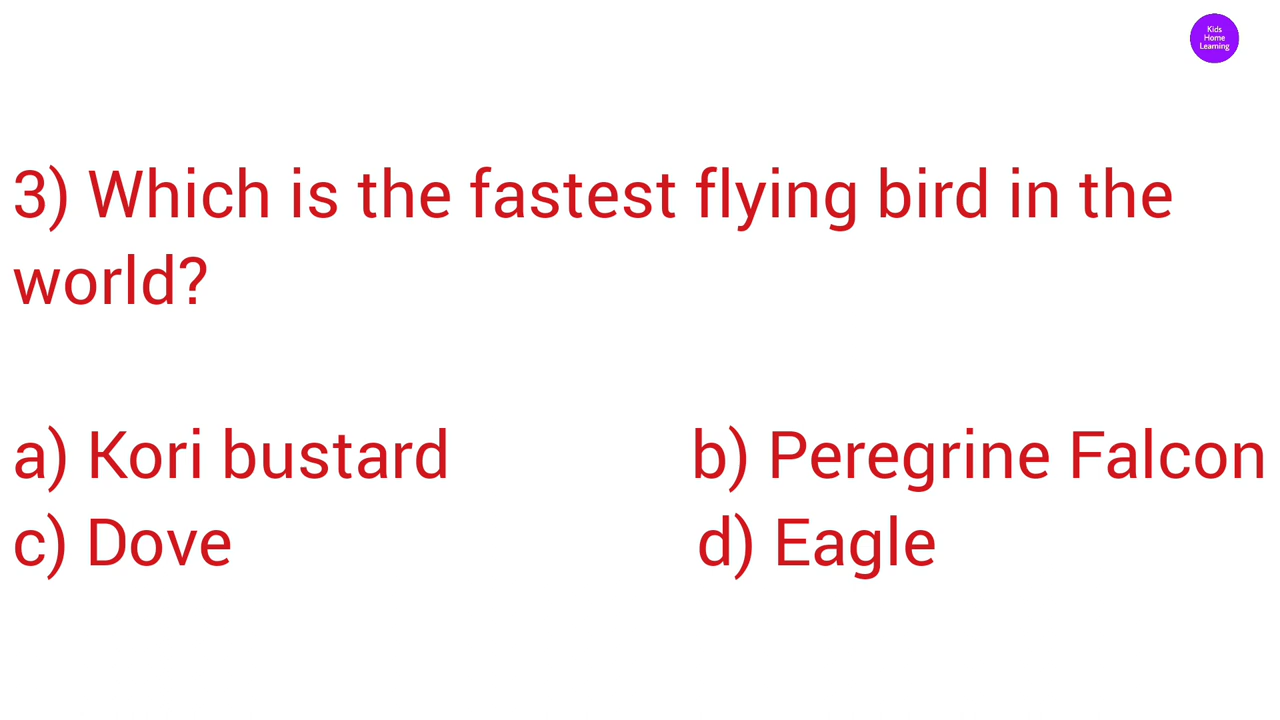 Kids
Home
Learning
3) Which is the fastest flying bird in the
world?
a) Kori bustard b) Peregrine Falcon
c) Dove d) Eagle